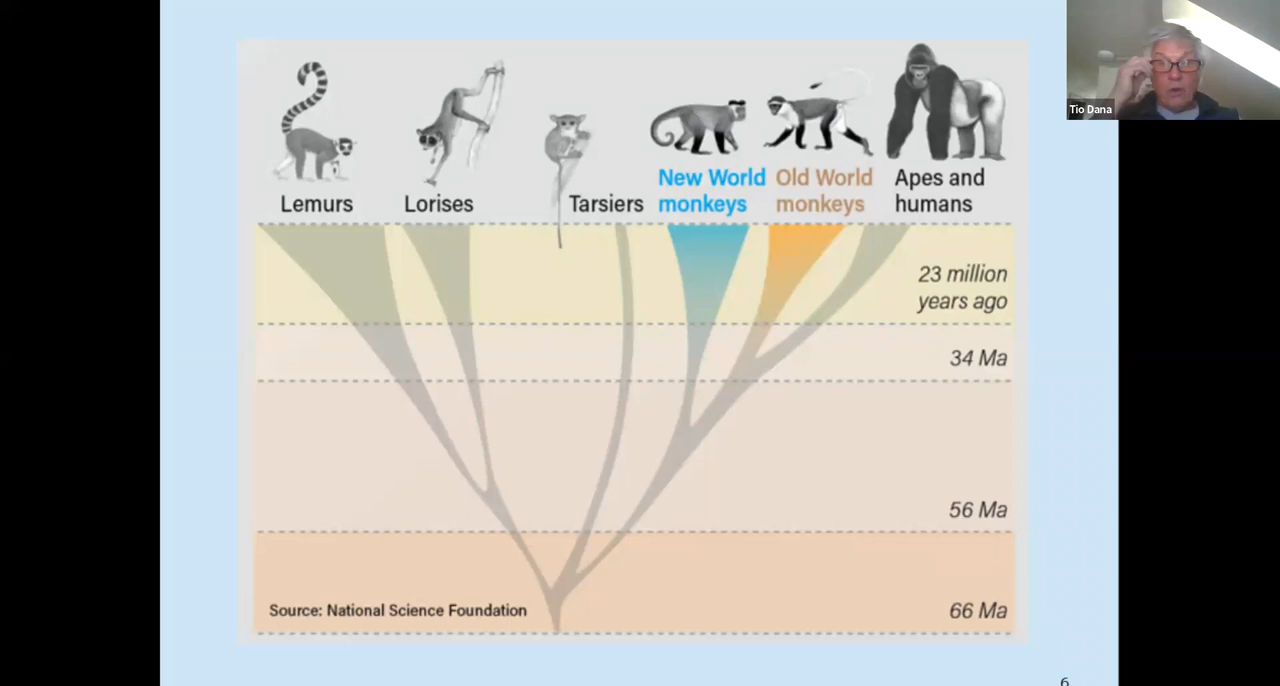 Tio Dana
Lemurs
Lorises
Tarsiers
New World
monkeys
Old World
monkeys
Apes and
humans
23 million
years ago
34 Ma
56 Ma
Source: National Science Foundation
66 Ma
6